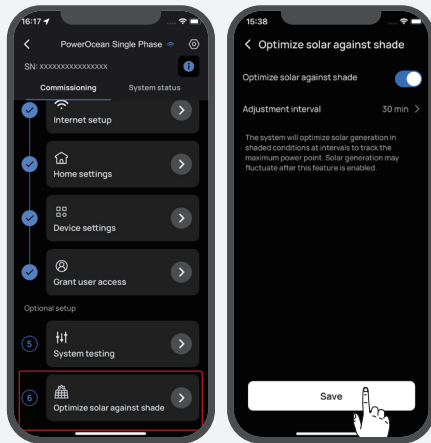 16:17
PowerOcean Single Phase
SN: xxxxxxxxxxxxxxx
Commissioning
System status
Internet setup
Home settings
Device settings
Grant user access
Optional setup
5
System testing
6
Optimize solar against shade
15:38
Optimize solar against shade
Optimize solar against shade
Adjustment interval 30 min
The system will optimize solar generation in
shaded conditions at intervals to track the
maximum power point. Solar generation may
fluctuate after this feature is enabled.
Save